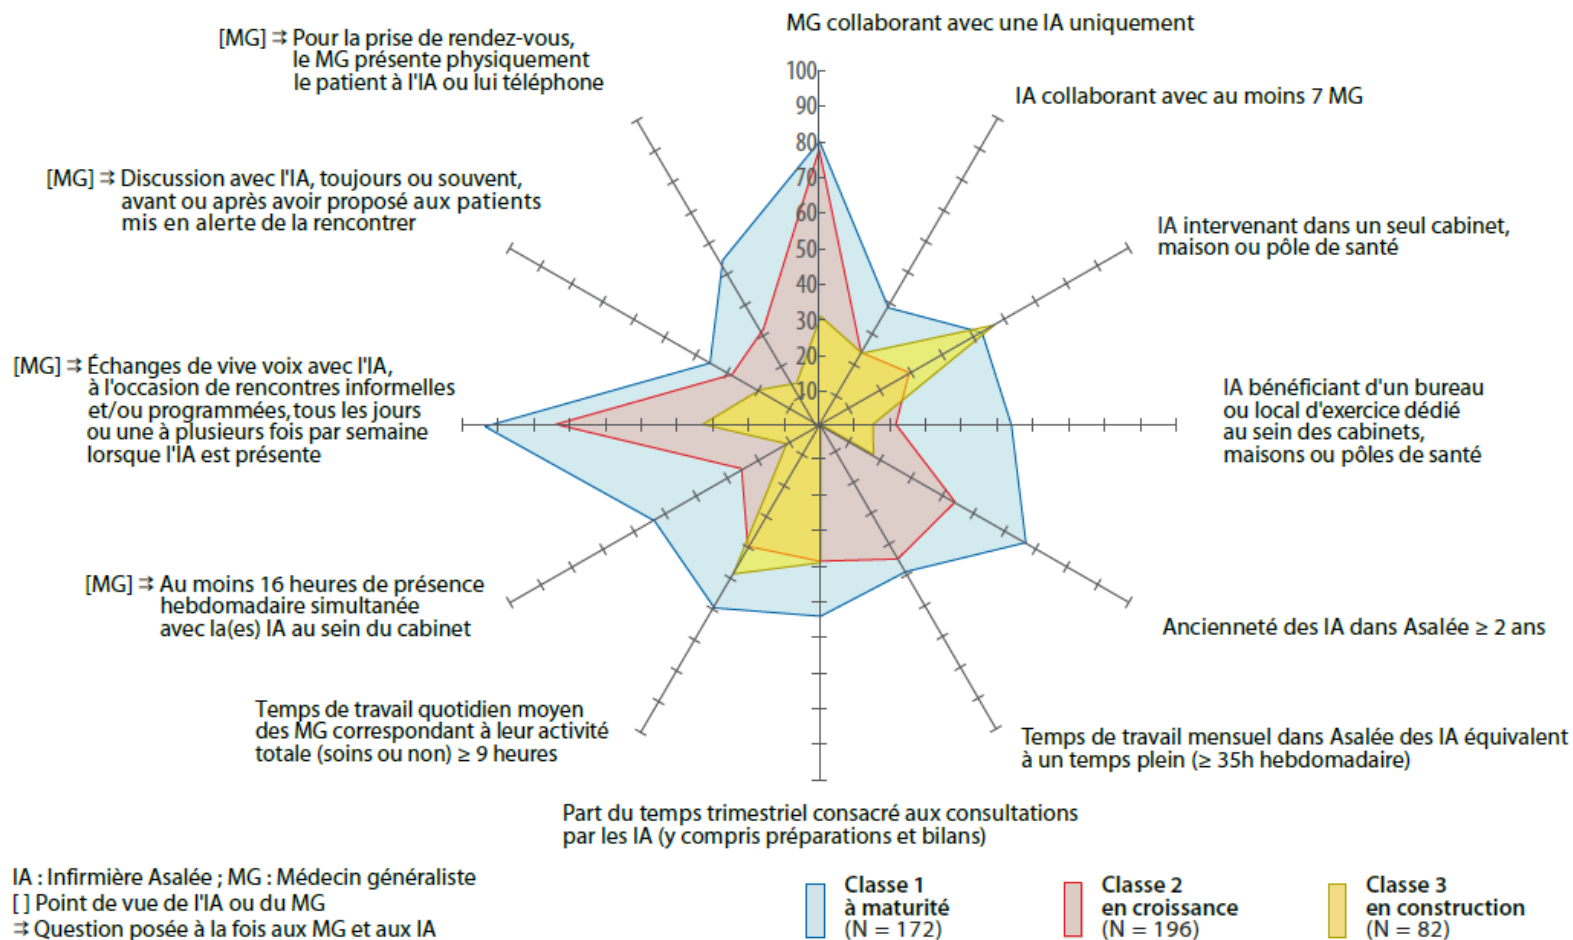 MG collaborant avec une IA uniquement
[MG] ⇉ Pour la prise de rendez-vous,
le MG présente physiquement
le patient à l'IA ou lui téléphone
100
90
80
70
60
50
40
30
20
10
IA collaborant avec au moins 7 MG
[MG] ⇉ Discussion avec l'IA, toujours ou souvent,
avant ou après avoir proposé aux patients
mis en alerte de la rencontrer
IA intervenant dans un seul cabinet,
maison ou pôle de santé
[MG] ⇉ Échanges de vive voix avec l'IA,
à l'occasion de rencontres informelles
et/ou programmées, tous les jours
ou une à plusieurs fois par semaine
lorsque l'IA est présente
IA bénéficiant d'un bureau
ou local d'exercice dédié
au sein des cabinets,
maisons ou pôles de santé
[MG] ⇉ Au moins 16 heures de présence
hebdomadaire simultanée
avec la(es) IA au sein du cabinet
Ancienneté des IA dans Asalée ≥ 2 ans
Temps de travail quotidien moyen
des MG correspondant à leur activité
totale (soins ou non) ≥ 9 heures
Temps de travail mensuel dans Asalée des IA équivalent
à un temps plein (≥ 35h hebdomadaire)
Part du temps trimestriel consacré aux consultations
par les IA (y compris préparations et bilans)
IA : Infirmière Asalée ; MG : Médecin généraliste
[ ] Point de vue de l'IA ou du MG
⇉ Question posée à la fois aux MG et aux IA
Classe 1
à maturité
(N = 172)
Classe 2
en croissance
(N = 196)
Classe 3
en construction
(N = 82)